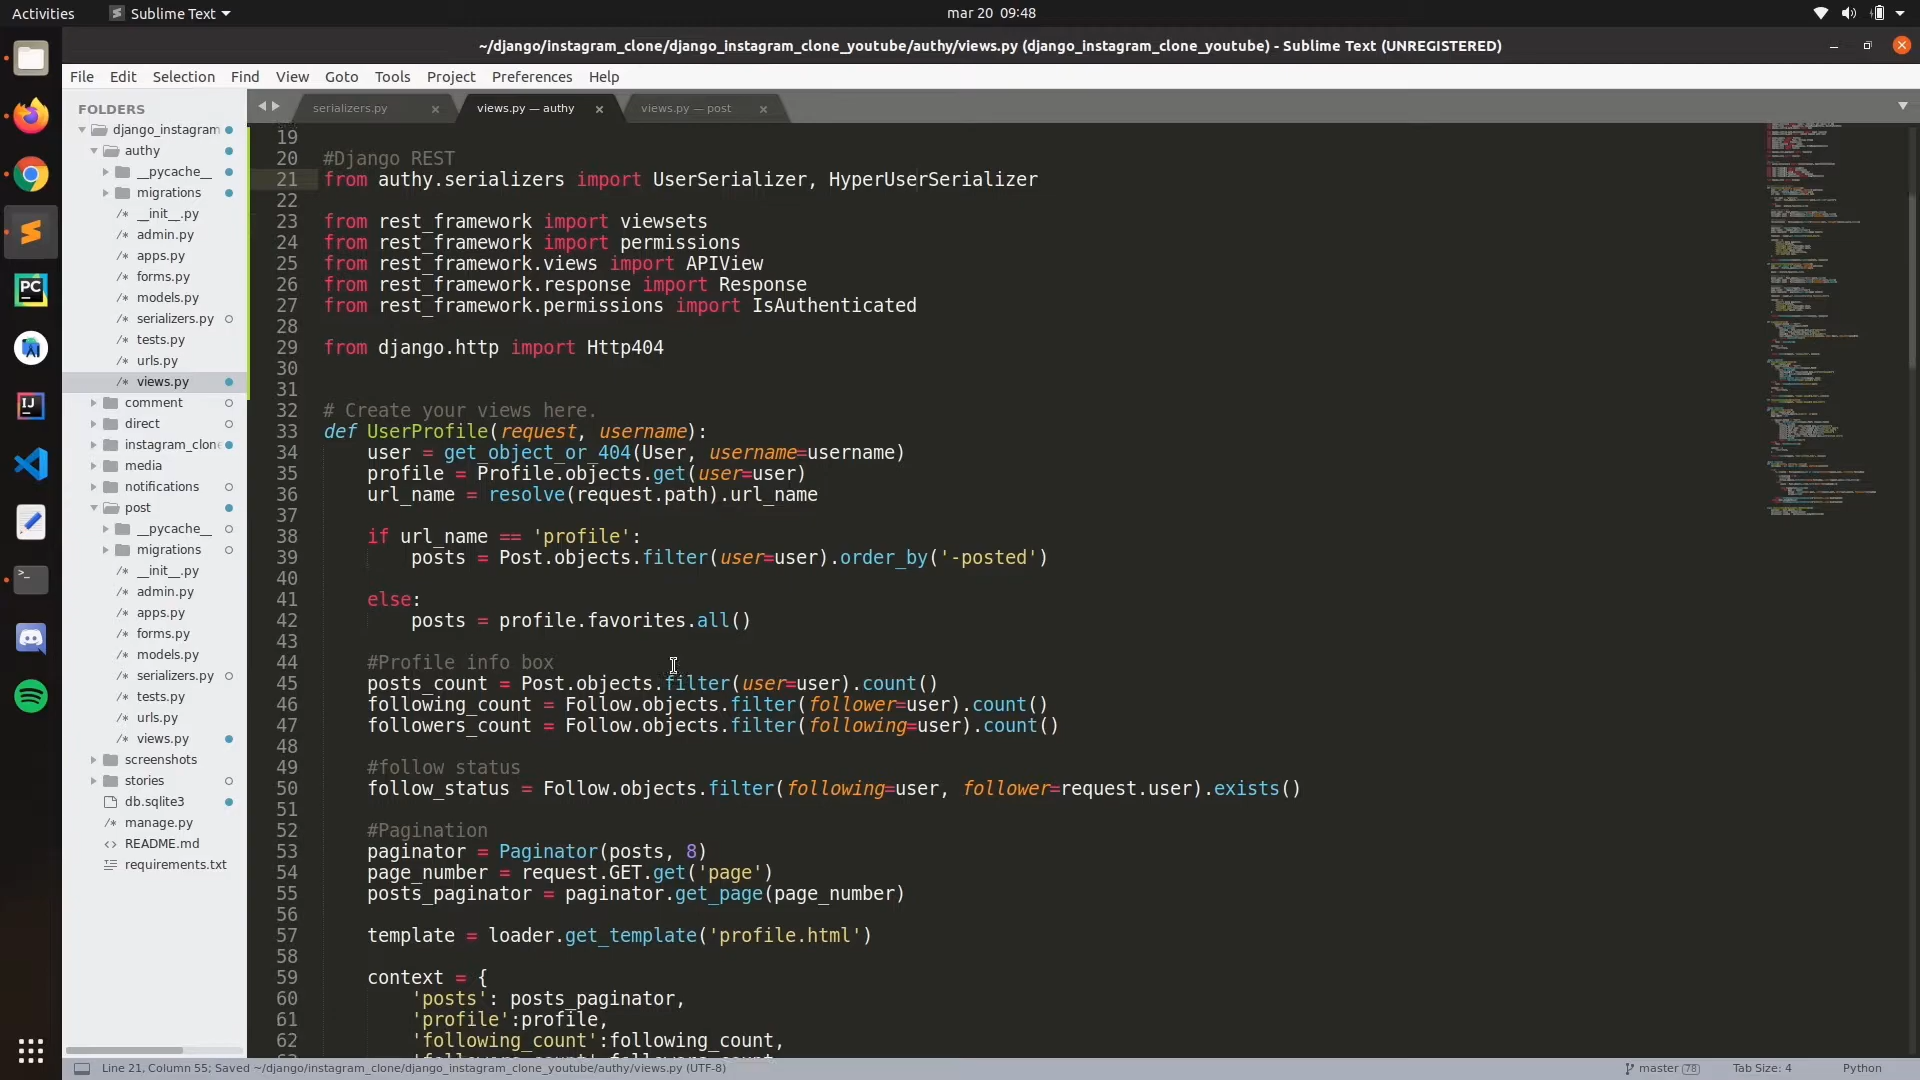 Activities
Sublime Text
mar 20 09:48
~/django/instagram_clone/django_instagram_clone_youtube/authy/views.py (django_instagram_clone_youtube) - Sublime Text (UNREGISTERED)
File Edit Selection Find View Goto Tools Project Preferences Help
FOLDERS
django_instagram
authy
__pycache__
migrations
__init__.py
admin.py
apps.py
forms.py
models.py
serializers.py
tests.py
urls.py
views.py
comment
direct
instagram_clone
media
notifications
post
__pycache__
migrations
__init__.py
admin.py
apps.py
forms.py
models.py
serializers.py
tests.py
urls.py
views.py
screenshots
stories
db.sqlite3
manage.py
README.md
requirements.txt
serializers.py
views.py — authy
views.py — post
19
20 #Django REST
21 from authy.serializers import UserSerializer, HyperUserSerializer
22
23 from rest_framework import viewsets
24 from rest_framework import permissions
25 from rest_framework.views import APIView
26 from rest_framework.response import Response
27 from rest_framework.permissions import IsAuthenticated
28
29 from django.http import Http404
30
31
32 # Create your views here.
33 def UserProfile(request, username):
34 user = get_object_or_404(User, username=username)
35 profile = Profile.objects.get(user=user)
36 url_name = resolve(request.path).url_name
37
38 if url_name == 'profile':
39 posts = Post.objects.filter(user=user).order_by('-posted')
40
41 else:
42 posts = profile.favorites.all()
43
44 #Profile info box
45 posts_count = Post.objects.filter(user=user).count()
46 following_count = Follow.objects.filter(follower=user).count()
47 followers_count = Follow.objects.filter(following=user).count()
48
49 #follow status
50 follow_status = Follow.objects.filter(following=user, follower=request.user).exists()
51
52 #Pagination
53 paginator = Paginator(posts, 8)
54 page_number = request.GET.get('page')
55 posts_paginator = paginator.get_page(page_number)
56
57 template = loader.get_template('profile.html')
58
59 context = {
60 'posts': posts_paginator,
61 'profile':profile,
62 'following_count':following_count,
Line 21, Column 55; Saved ~/django/instagram_clone/django_instagram_clone_youtube/authy/views.py (UTF-8)
master 78
Tab Size: 4
Python